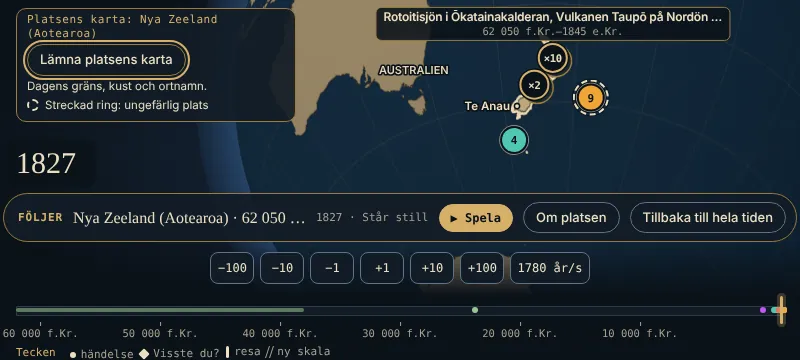 Platsens karta: Nya Zeeland
(Aotearoa)
Lämna platsens karta
Dagens gräns, kust och ortnamn.
Streckad ring: ungefärlig plats
Rotoitisjön i Ōkatainakalderan, Vulkanen Taupō på Nordön ...
62 050 f.Kr.–1845 e.Kr.
AUSTRALIEN
×10
×2
Te Anau
9
4
1827
FÖLJER Nya Zeeland (Aotearoa) · 62 050 ... 1827 · Står still ▶ Spela Om platsen Tillbaka till hela tiden
−100 −10 −1 +1 +10 +100 1780 år/s
60 000 f.Kr. 50 000 f.Kr. 40 000 f.Kr. 30 000 f.Kr. 20 000 f.Kr. 10 000 f.Kr.
Tecken händelse Visste du? resa // ny skala